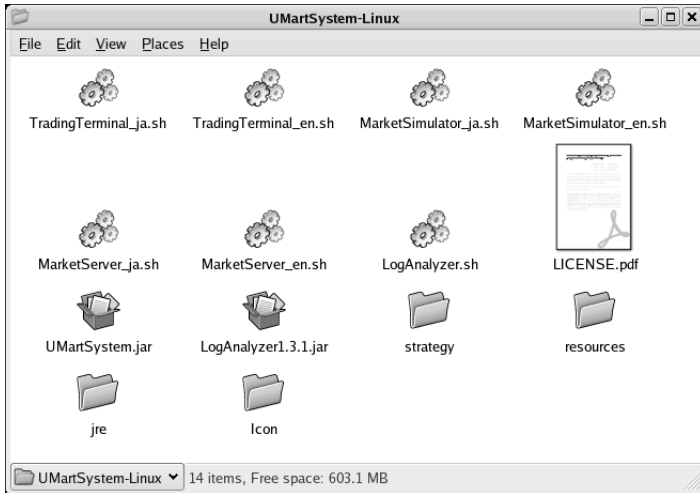 UMartSystem-Linux
File Edit View Places Help
TradingTerminal_ja.sh TradingTerminal_en.sh MarketSimulator_ja.sh MarketSimulator_en.sh
MarketServer_ja.sh MarketServer_en.sh LogAnalyzer.sh LICENSE.pdf
UMartSystem.jar LogAnalyzer1.3.1.jar strategy resources
jre Icon
UMartSystem-Linux 14 items, Free space: 603.1 MB